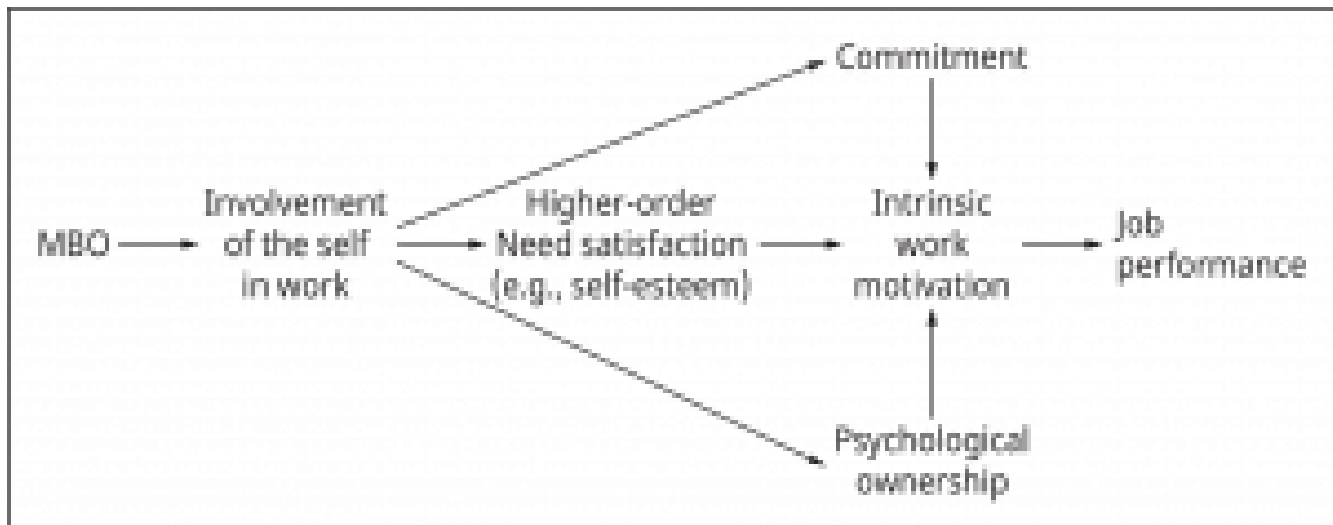 Commitment
MBO
Involvement
of the self
in work
Higher-order
Need satisfaction
(e.g., self-esteem)
Intrinsic
work
motivation
Job
performance
Psychological
ownership